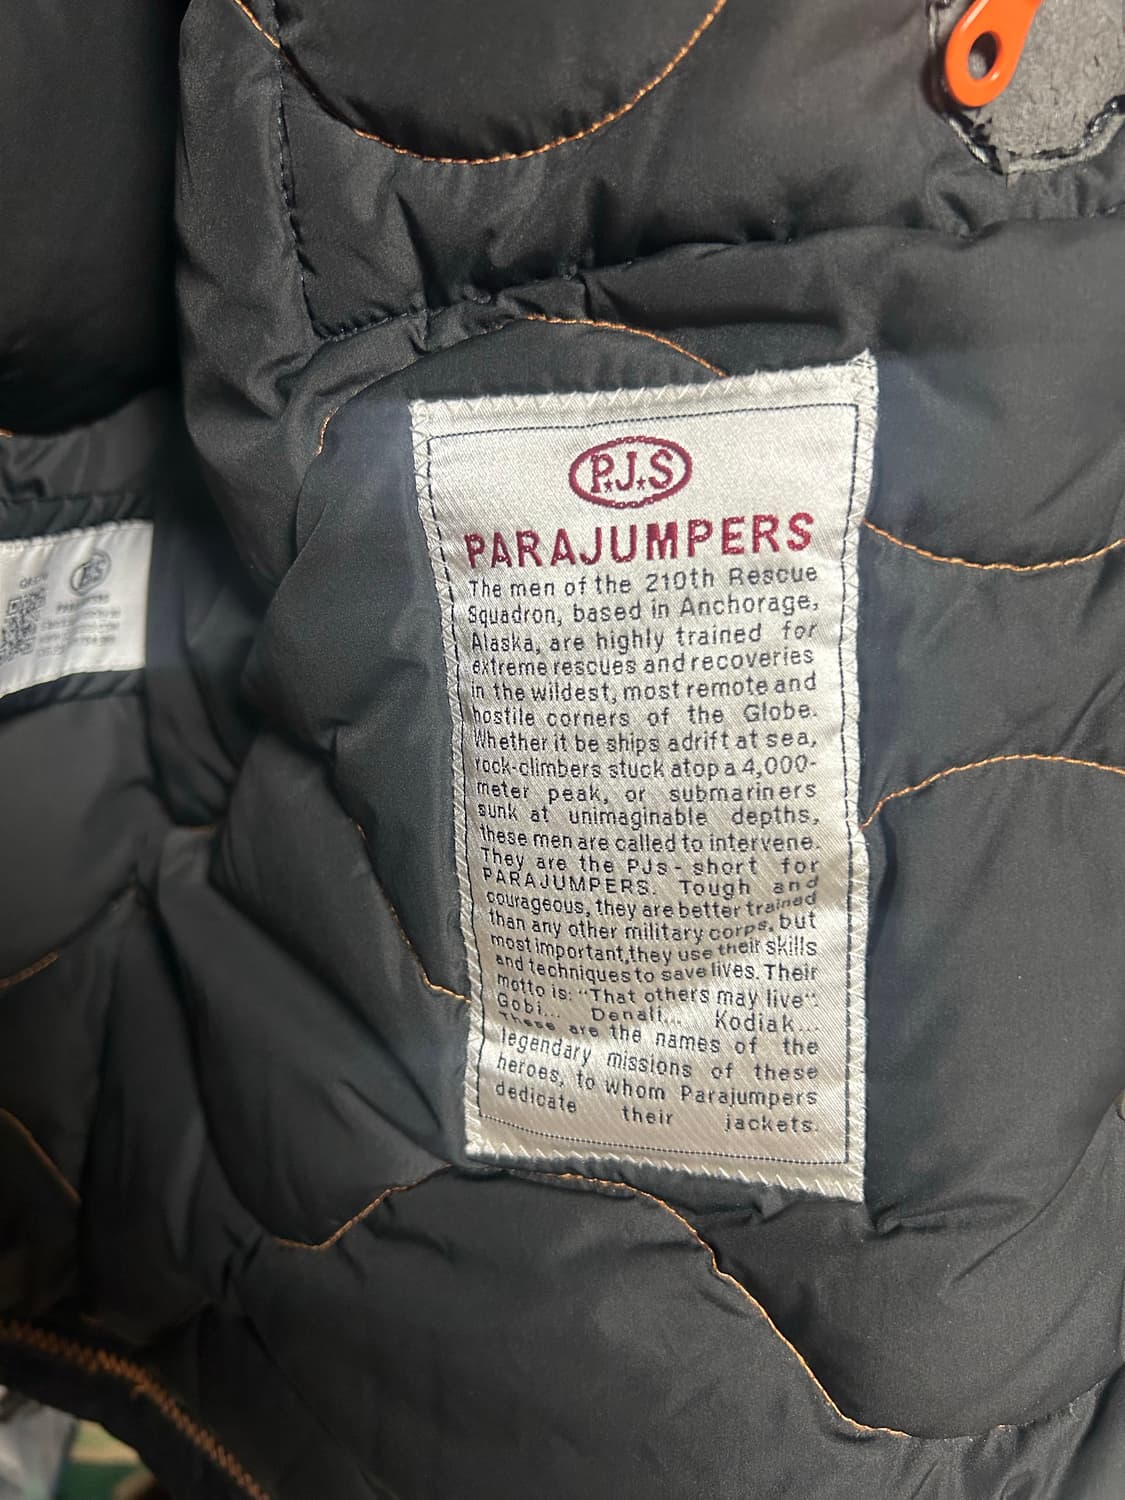 P.J.S
PARAJUMPERS
The men of the 210th Rescue
Squadron, based in Anchorage,
Alaska, are highly trained for
extreme rescues and recoveries
in the wildest, most remote and
hostile corners of the Globe.
Whether it be ships adrift at sea,
rock-climbers stuck atop a 4,000-
meter peak, or submariners
sunk at unimaginable depths,
these men are called to intervene.
They are the PJs - short for
PARAJUMPERS. Tough and
courageous, they are better trained
than any other military corps, but
most important, they use their skills
and techniques to save lives. Their
motto is: "That others may live".
Gobi... Denali... Kodiak...
These are the names of the
legendary missions of these
heroes, to whom Parajumpers
dedicate their jackets.